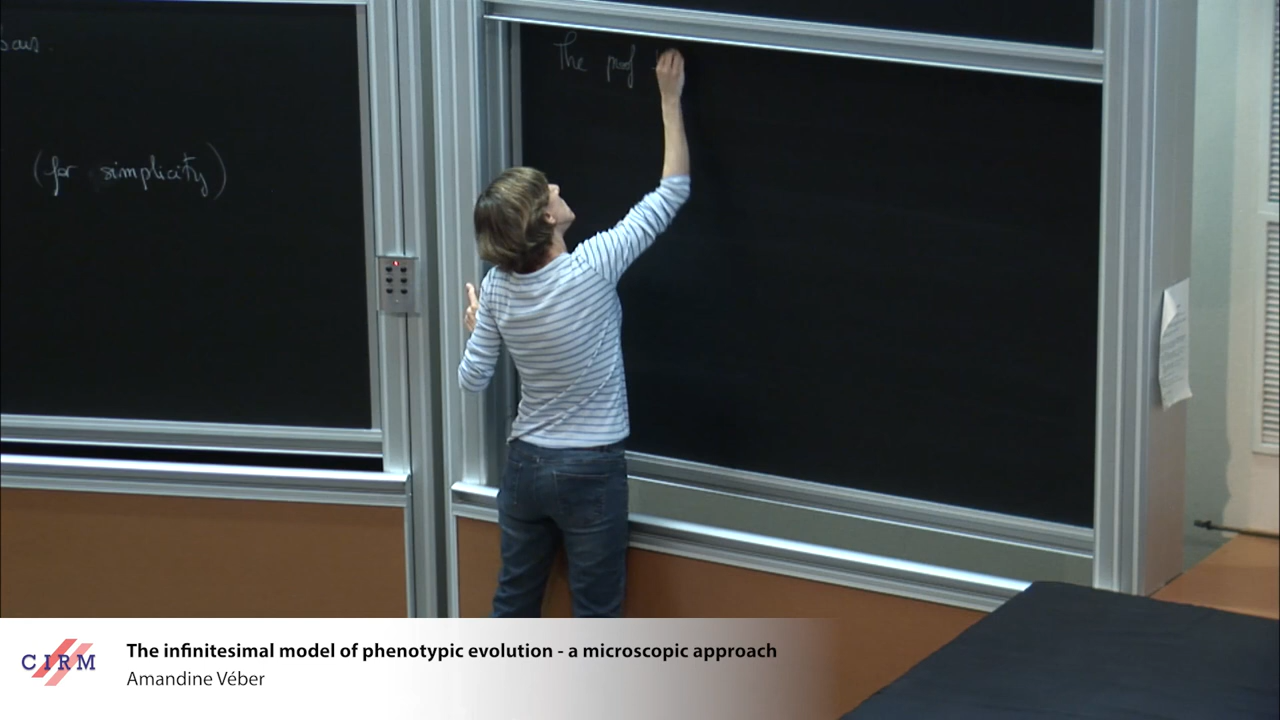 (for simplicity)
The proof
CIRM
The infinitesimal model of phenotypic evolution - a microscopic approach
Amandine Véber